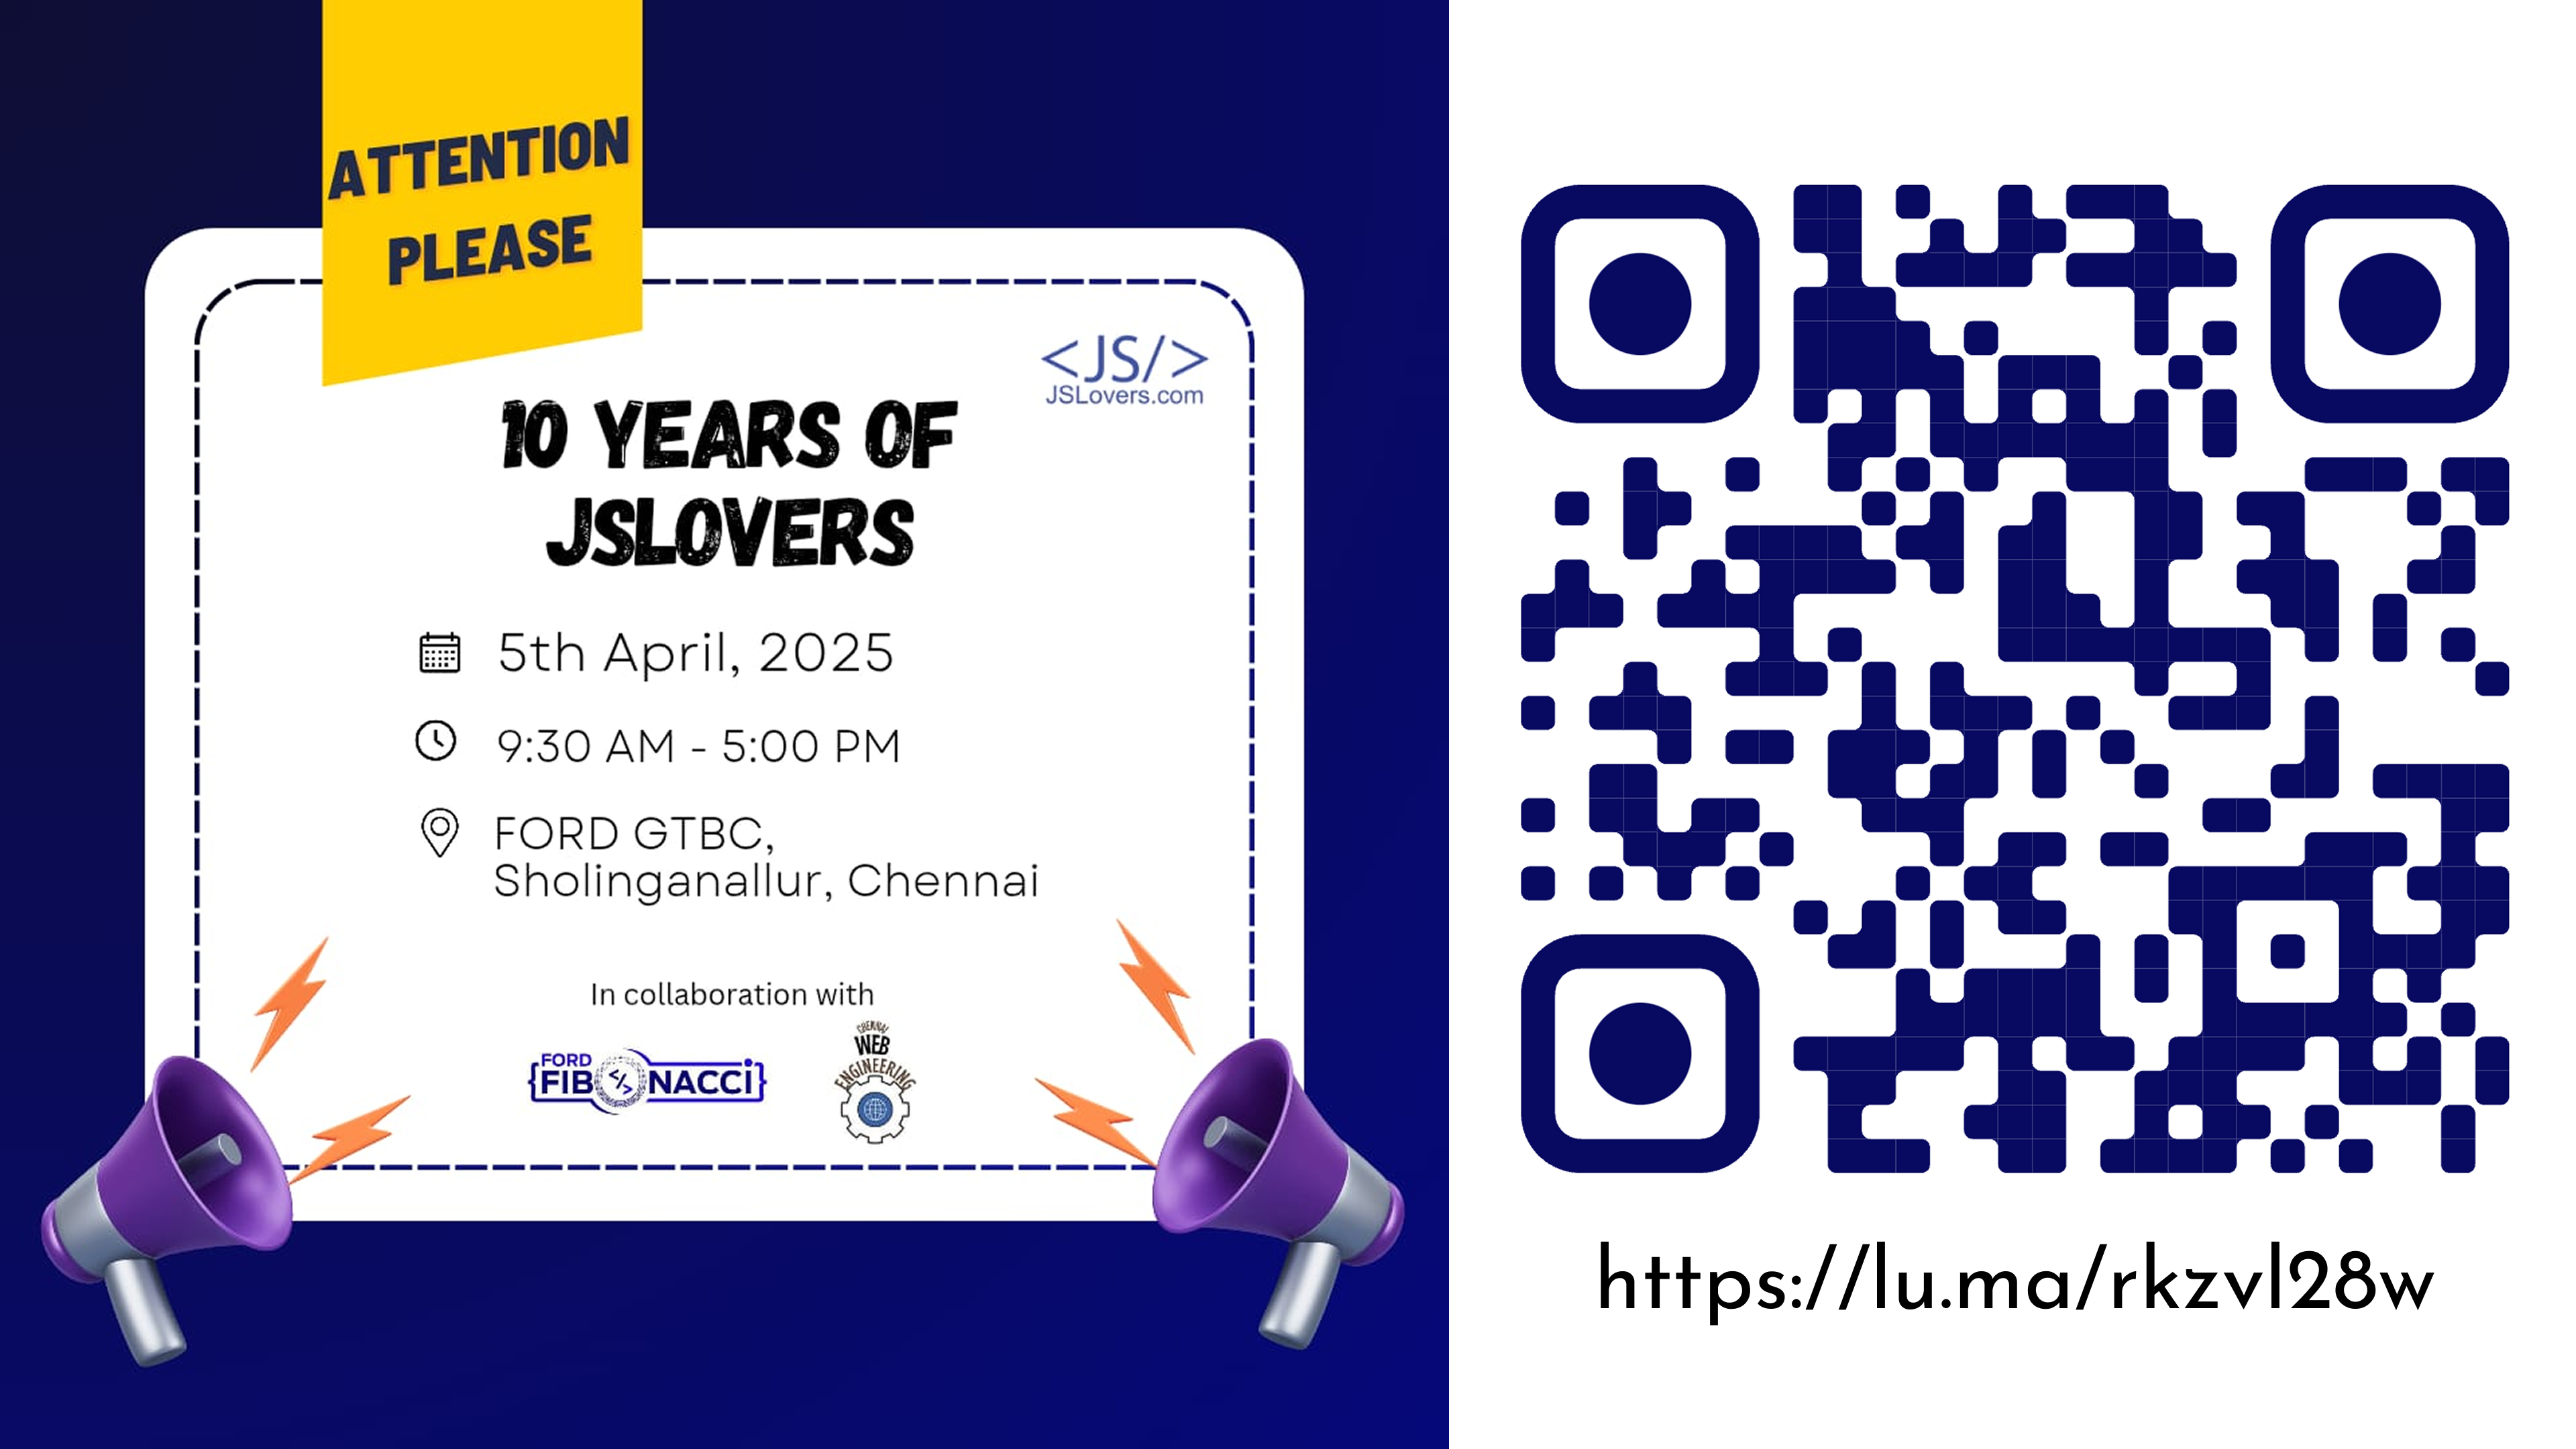 ATTENTION
PLEASE
<JS/>
JSLovers.com
10 YEARS OF
JSLOVERS
5th April, 2025
9:30 AM - 5:00 PM
FORD GTBC,
Sholinganallur, Chennai
In collaboration with
FORD
{FIB</>NACCI}
CHENNAI
WEB
ENGINEERING
https://lu.ma/rkzvl28w